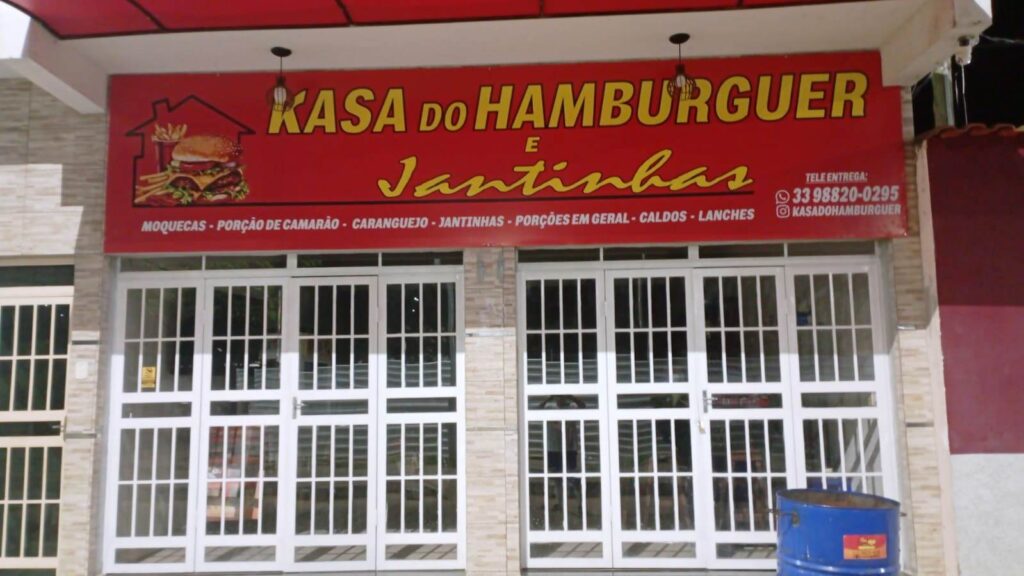 KASA DO HAMBURGUER
E
Jantinhas
TELE ENTREGA:
33 98820-0295
KASADOHAMBURGUER
MOQUECAS - PORÇÃO DE CAMARÃO - CARANGUEJO - JANTINHAS - PORÇÕES EM GERAL - CALDOS - LANCHES